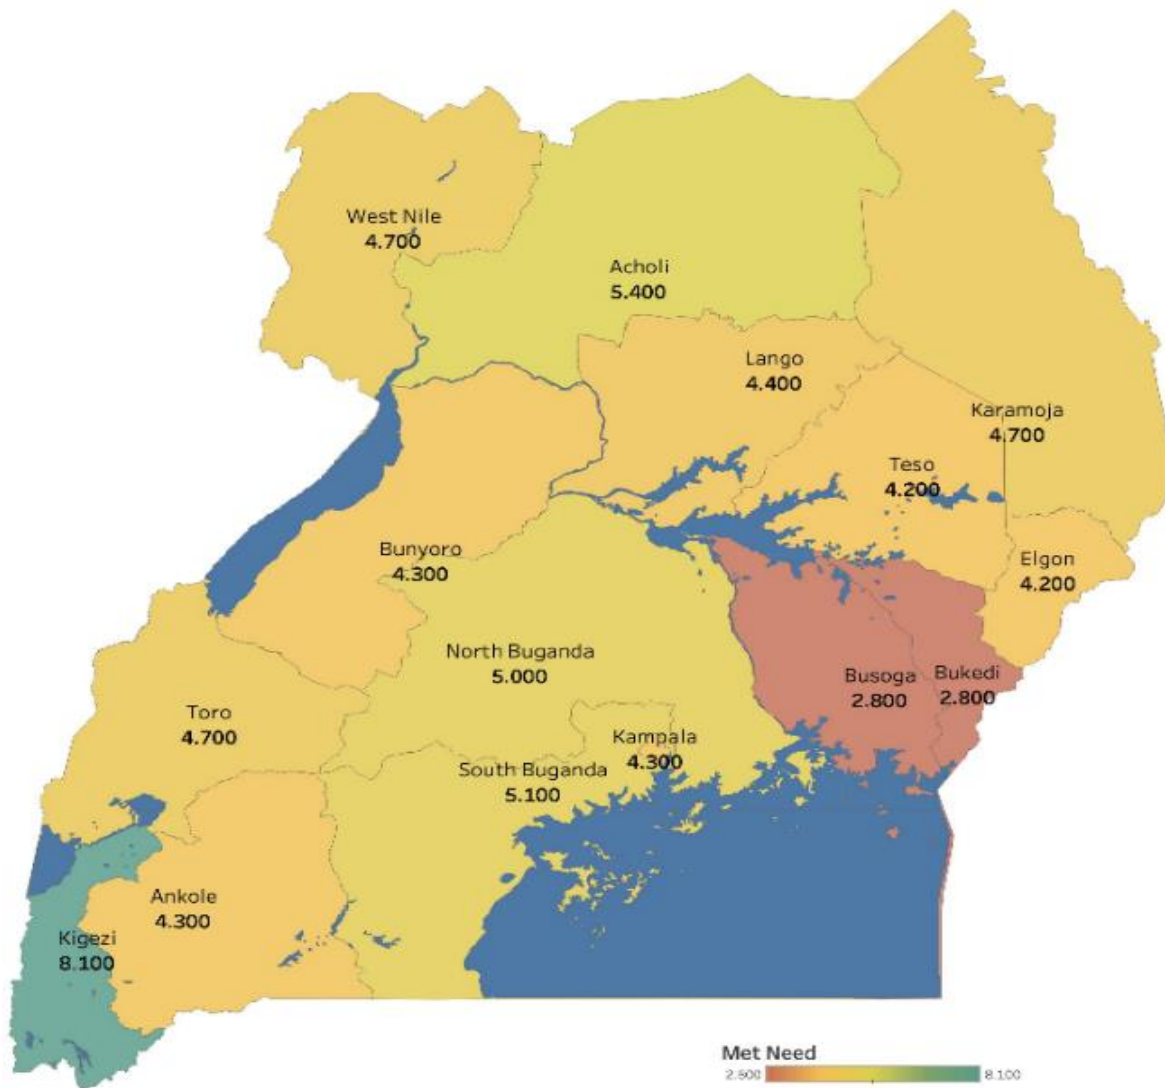 West Nile
4.700
Acholi
5.400
Lango
4.400
Karamoja
4.700
Teso
4.200
Bunyoro
4.300
Elgon
4.200
North Buganda
5.000
Busoga
2.800
Bukedi
2.800
Toro
4.700
Kampala
4.300
South Buganda
5.100
Ankole
4.300
Kigezi
8.100
Met Need
8.100